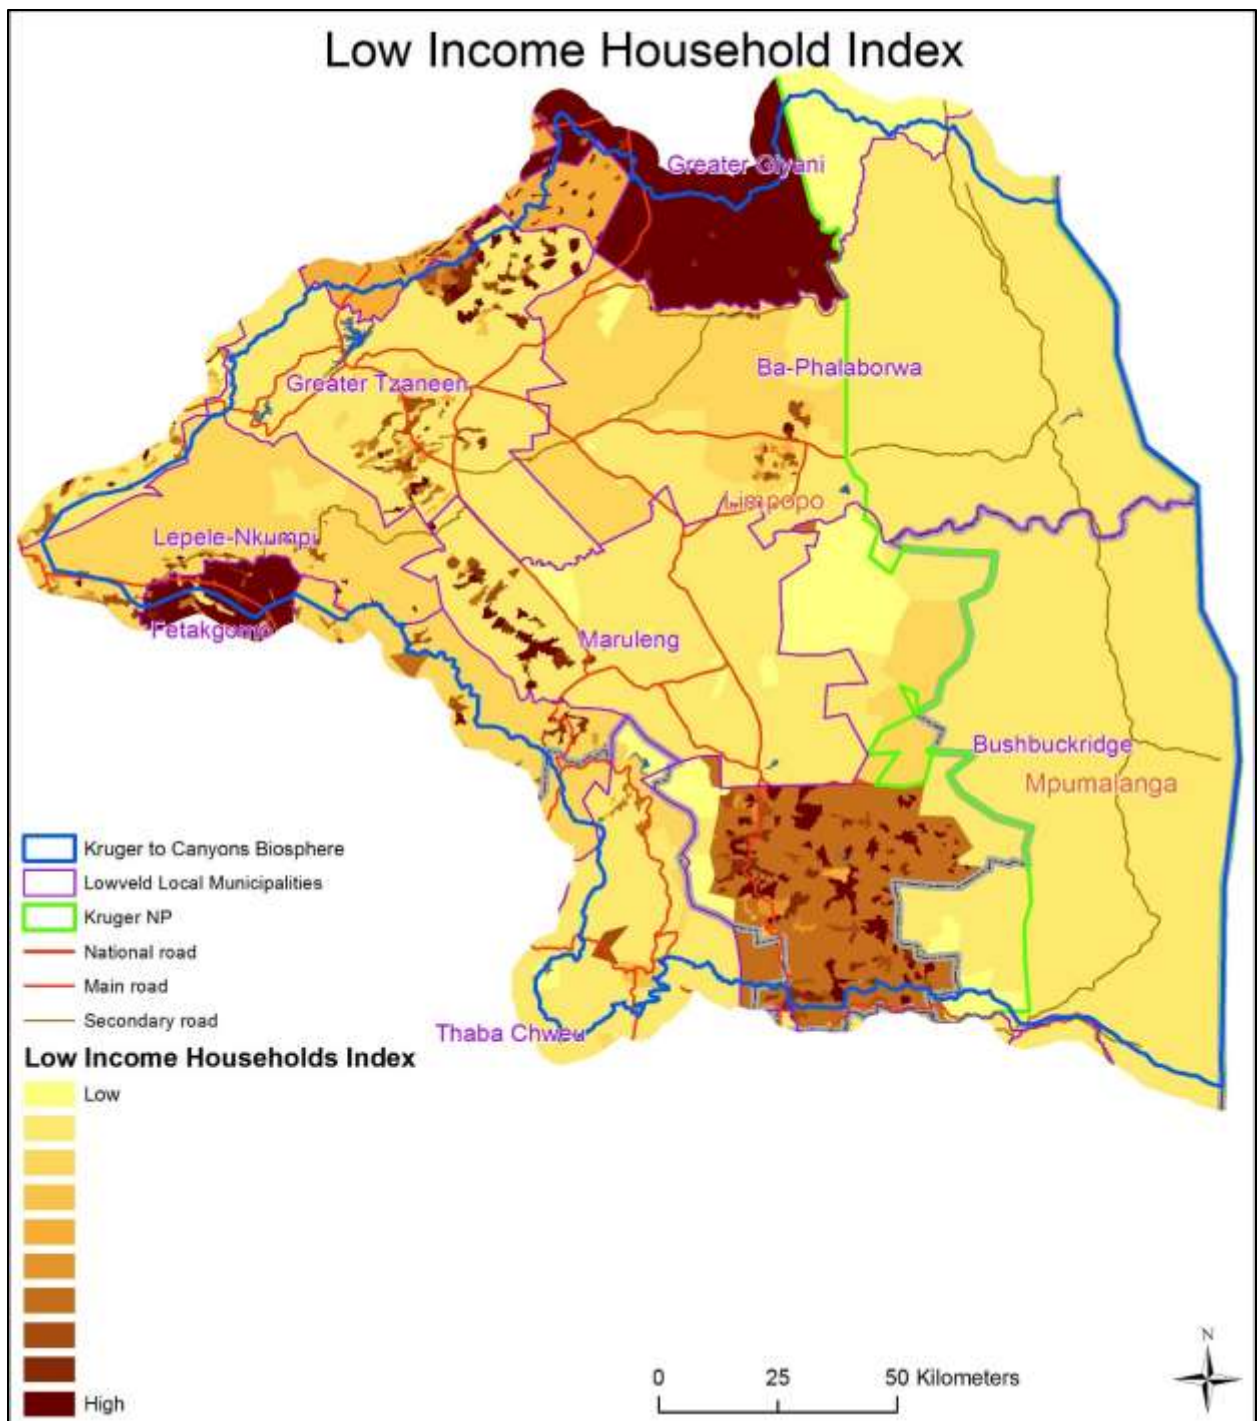 Low Income Household Index
Greater Giyani
Ba-Phalaborwa
Greater Tzaneen
Limpopo
Lepele-Nkumpi
Fetakgomo
Maruleng
Bushbuckridge
Mpumalanga
Thaba Chweu
Kruger to Canyons Biosphere
Lowveld Local Municipalities
Kruger NP
National road
Main road
Secondary road
Low Income Households Index
Low
High
0 25 50 Kilometers
N